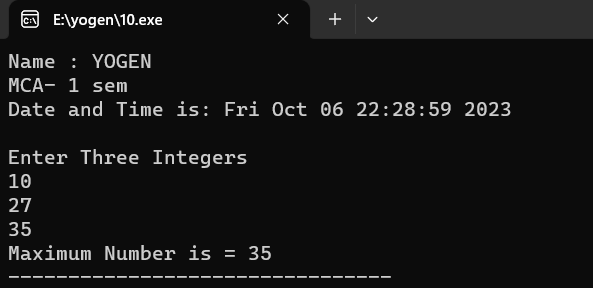 E:\yogen\10.exe
Name : YOGEN
MCA- 1 sem
Date and Time is: Fri Oct 06 22:28:59 2023
Enter Three Integers
10
27
35
Maximum Number is = 35
--------------------------------